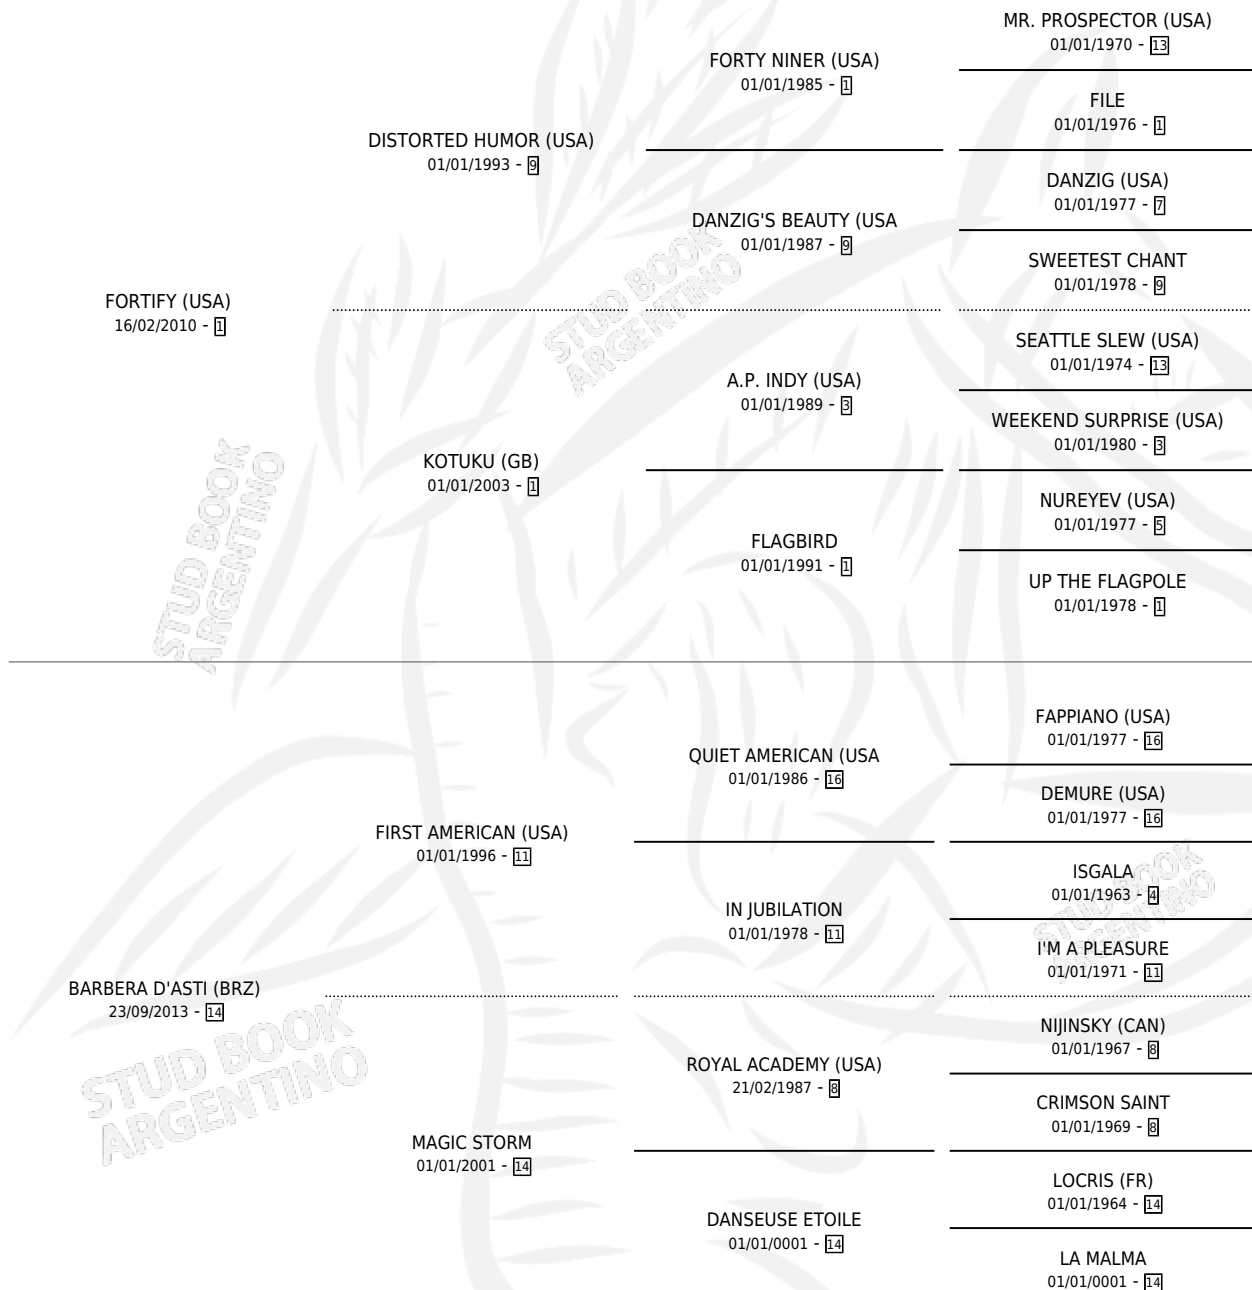 MR. PROSPECTOR (USA)
01/01/1970 - 13
FORTY NINER (USA)
01/01/1985 - 1
FILE
01/01/1976 - 1
DISTORTED HUMOR (USA)
01/01/1993 - 9
DANZIG (USA)
01/01/1977 - 7
DANZIG'S BEAUTY (USA
01/01/1987 - 9
SWEETEST CHANT
01/01/1978 - 9
FORTIFY (USA)
16/02/2010 - 1
SEATTLE SLEW (USA)
01/01/1974 - 13
A.P. INDY (USA)
01/01/1989 - 3
WEEKEND SURPRISE (USA)
01/01/1980 - 3
KOTUKU (GB)
01/01/2003 - 1
NUREYEV (USA)
01/01/1977 - 5
FLAGBIRD
01/01/1991 - 1
UP THE FLAGPOLE
01/01/1978 - 1
FAPPIANO (USA)
01/01/1977 - 16
QUIET AMERICAN (USA
01/01/1986 - 16
DEMURE (USA)
01/01/1977 - 16
FIRST AMERICAN (USA)
01/01/1996 - 11
ISGALA
01/01/1963 - 4
IN JUBILATION
01/01/1978 - 11
I'M A PLEASURE
01/01/1971 - 11
BARBERA D'ASTI (BRZ)
23/09/2013 - 14
NIJINSKY (CAN)
01/01/1967 - 8
ROYAL ACADEMY (USA)
21/02/1987 - 8
CRIMSON SAINT
01/01/1969 - 8
MAGIC STORM
01/01/2001 - 14
LOCRIS (FR)
01/01/1964 - 14
DANSEUSE ETOILE
01/01/0001 - 14
LA MALMA
01/01/0001 - 14
STUD BOOK
ARGENTINO
STUD BOOK
ARGENTINO
STUD BOOK
ARGENTINO
STUD BOOK
ARGENTINO